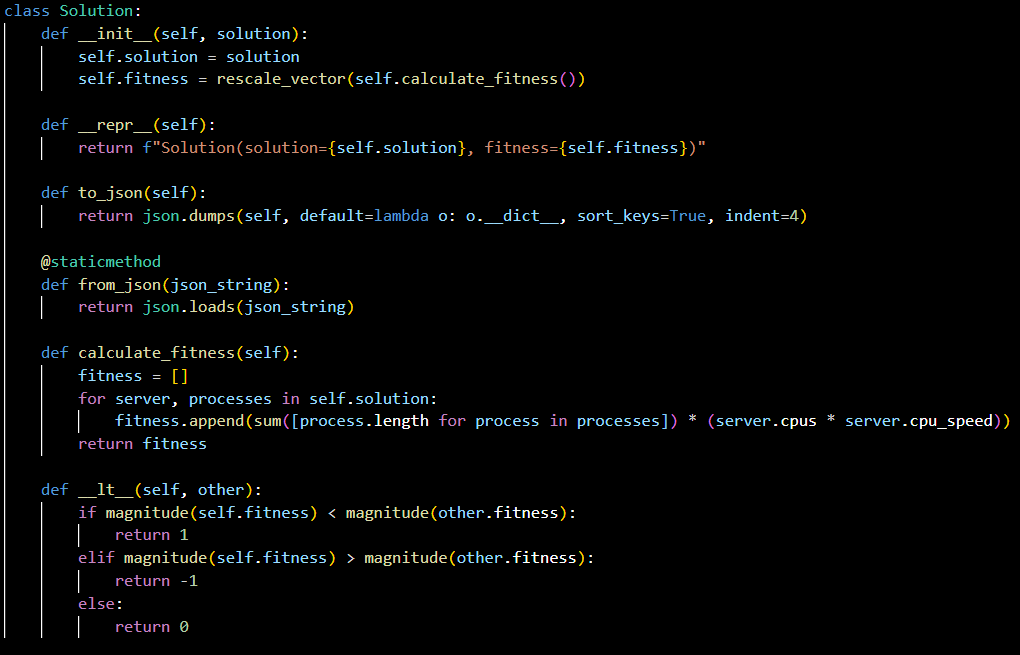 class Solution:
    def __init__(self, solution):
        self.solution = solution
        self.fitness = rescale_vector(self.calculate_fitness())

    def __repr__(self):
        return f"Solution(solution={self.solution}, fitness={self.fitness})"

    def to_json(self):
        return json.dumps(self, default=lambda o: o.__dict__, sort_keys=True, indent=4)

    @staticmethod
    def from_json(json_string):
        return json.loads(json_string)

    def calculate_fitness(self):
        fitness = []
        for server, processes in self.solution:
            fitness.append(sum([process.length for process in processes]) * (server.cpus * server.cpu_speed))
        return fitness

    def __lt__(self, other):
        if magnitude(self.fitness) < magnitude(other.fitness):
            return 1
        elif magnitude(self.fitness) > magnitude(other.fitness):
            return -1
        else:
            return 0